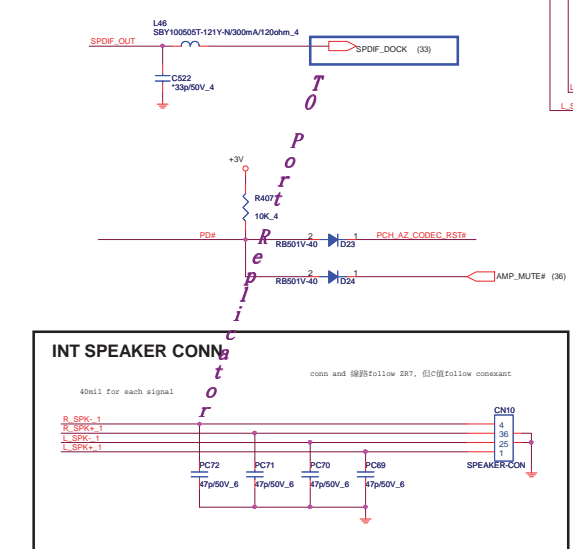 L46
SBY100505T-121Y-N/300mA/120ohm_4
SPDIF_OUT
SPDIF_DOCK (33)
C522
*33p/50V_4
TO Port Replicator
+3V
R407
10K_4
PD#
2
1
RB501V-40
D23
PCH_AZ_CODEC_RST#
2
1
RB501V-40
D24
AMP_MUTE# (36)
INT SPEAKER CONN
conn and 線路follow ZR7, 但C值follow conexant
40mil for each signal
CN10
R_SPK-_1
4
R_SPK+_1
36
L_SPK-_1
25
L_SPK+_1
1
SPEAKER-CON
PC72
PC71
PC70
PC69
47p/50V_6
47p/50V_6
47p/50V_6
47p/50V_6